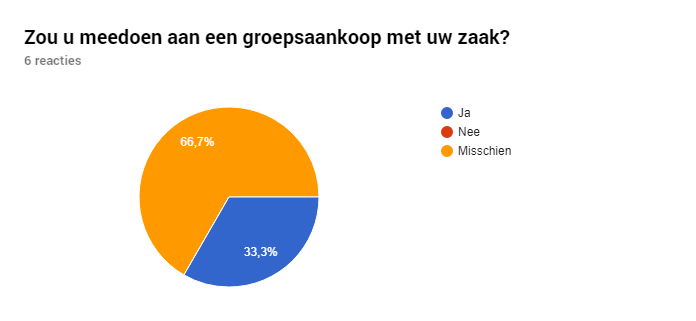 Zou u meedoen aan een groepsaankoop met uw zaak?
6 reacties
Ja
Nee
Misschien
66,7%
33,3%